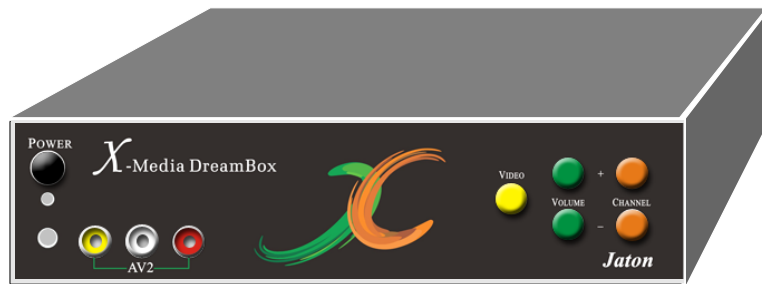 POWER
X-MEDIA DREAMBOX
VIDEO
+
VOLUME CHANNEL
-
AV2
Jaton